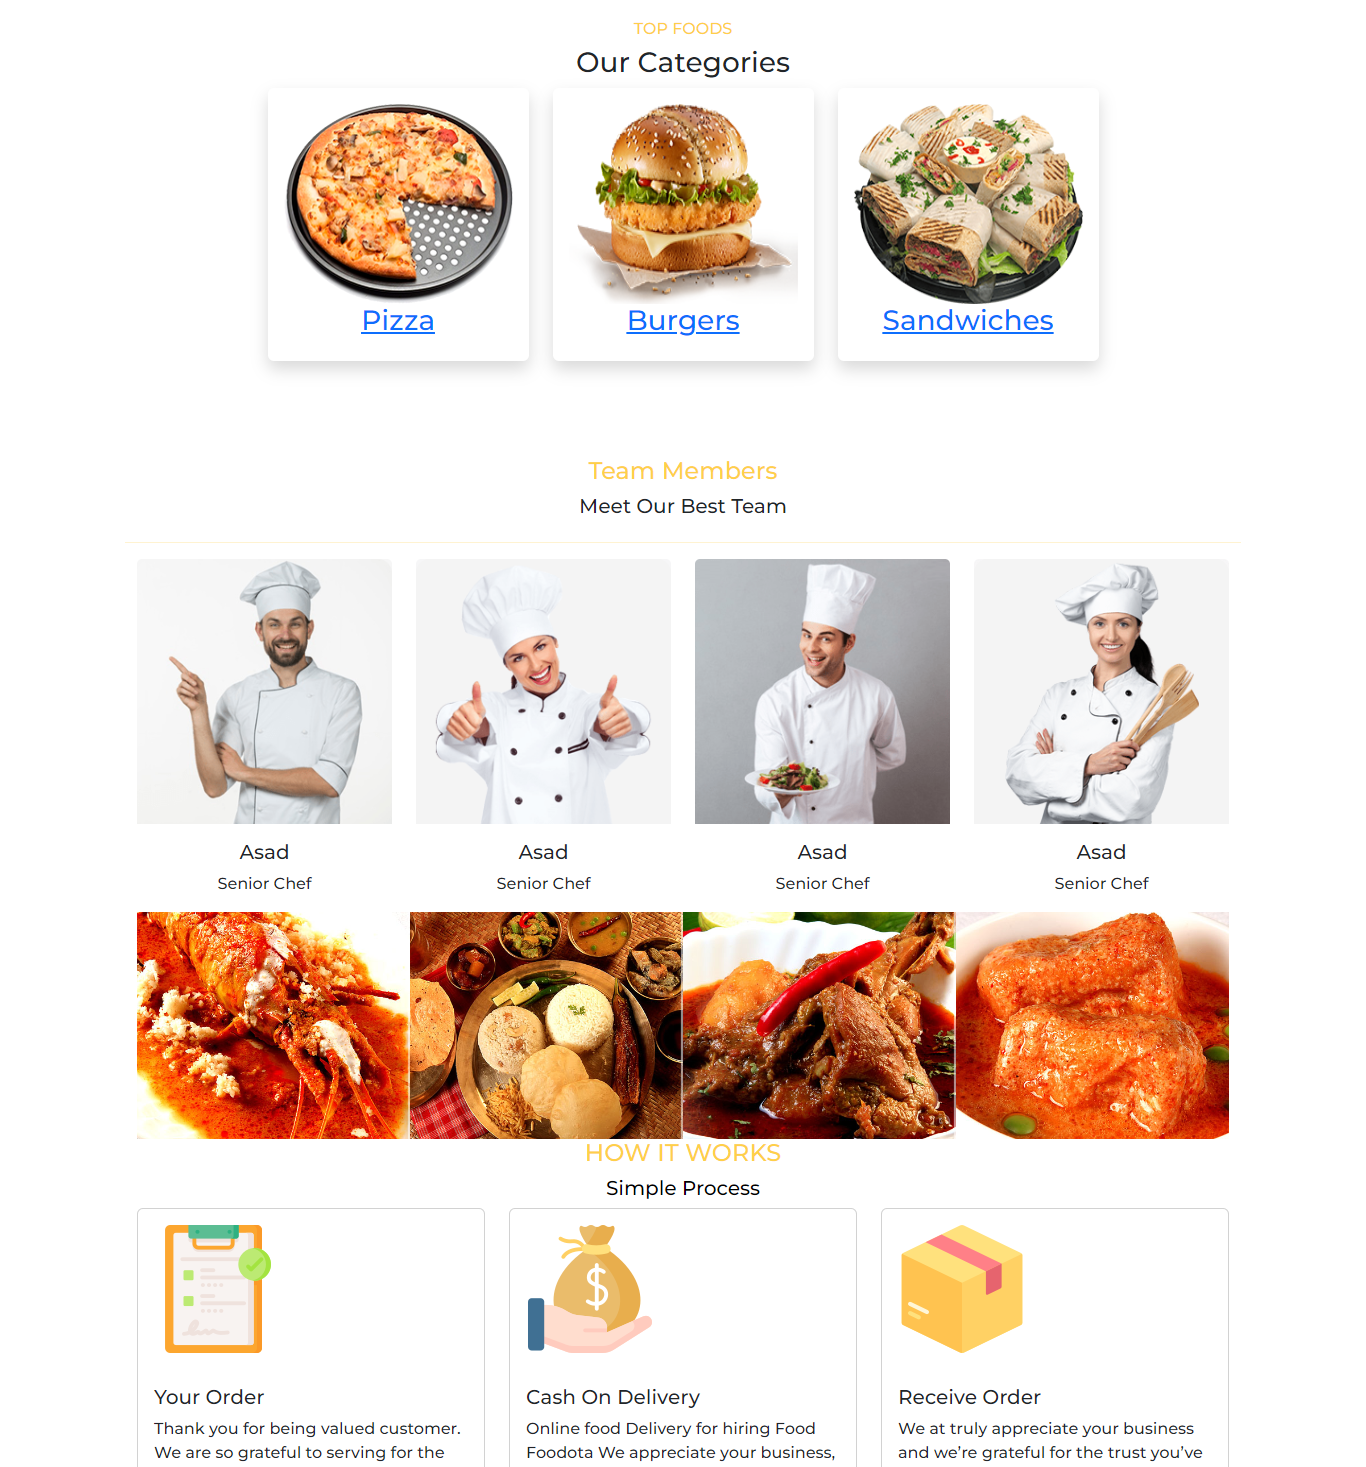 TOP FOODS
Our Categories
Pizza
Burgers
Sandwiches
Team Members
Meet Our Best Team
Asad
Senior Chef
Asad
Senior Chef
Asad
Senior Chef
Asad
Senior Chef
HOW IT WORKS
Simple Process
$
Your Order
Thank you for being valued customer.
We are so grateful to serving for the
Cash On Delivery
Online food Delivery for hiring Food
Foodota We appreciate your business,
Receive Order
We at truly appreciate your business
and we’re grateful for the trust you’ve